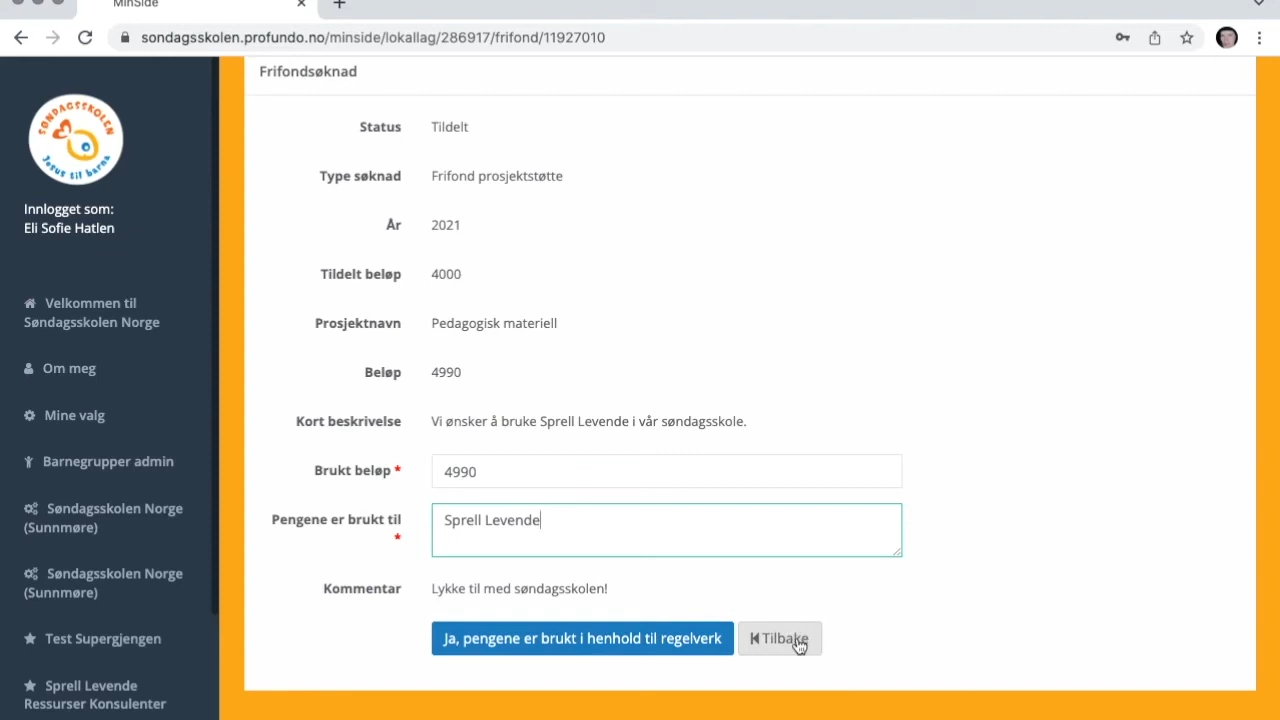 MinSide
sondagsskolen.profundo.no/minside/lokallag/286917/frifond/11927010
SØNDAGSSKOLEN
Jesus til barna
Innlogget som:
Eli Sofie Hatlen
Velkommen til
Søndagsskolen Norge
Om meg
Mine valg
Barnegrupper admin
Søndagsskolen Norge
(Sunnmøre)
Søndagsskolen Norge
(Sunnmøre)
Test Supergjengen
Sprell Levende
Ressurser Konsulenter
Frifondsøknad
Status Tildelt
Type søknad Frifond prosjektstøtte
År 2021
Tildelt beløp 4000
Prosjektnavn Pedagogisk materiell
Beløp 4990
Kort beskrivelse Vi ønsker å bruke Sprell Levende i vår søndagsskole.
Brukt beløp * 4990
Pengene er brukt til * Sprell Levende
Kommentar Lykke til med søndagsskolen!
Ja, pengene er brukt i henhold til regelverk Tilbake